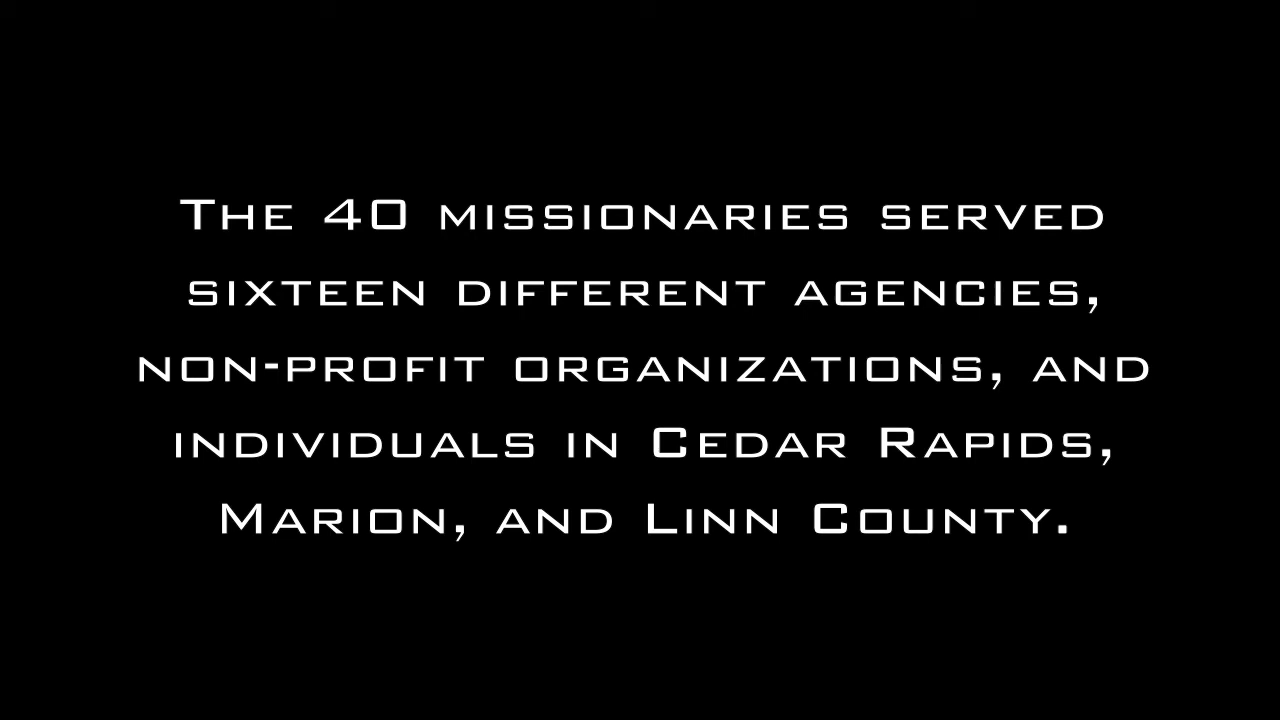 The 40 missionaries served
sixteen different agencies,
non-profit organizations, and
individuals in Cedar Rapids,
Marion, and Linn County.